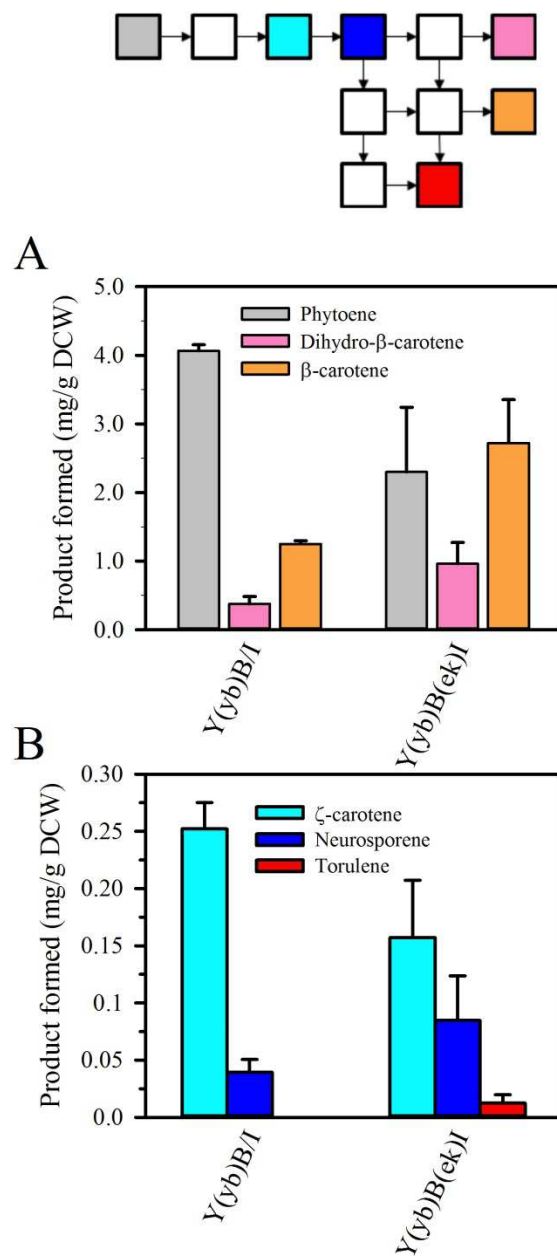 A
Product formed (mg/g DCW)
5.0
4.0
3.0
2.0
1.0
0.0
Phytoene
Dihydro-β-carotene
β-carotene
Y(yb)B/I
Y(yb)B(ek)I
B
Product formed (mg/g DCW)
0.30
0.25
0.20
0.15
0.10
0.05
0.0
ζ-carotene
Neurosporene
Torulene
Y(yb)B/I
Y(yb)B(ek)I